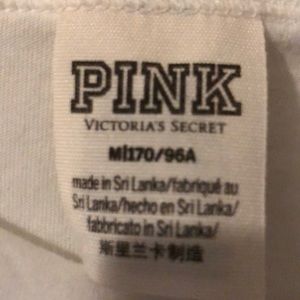 PINK
VICTORIA'S SECRET
M|170/96A
made in Sri Lanka/fabriqué au
Sri Lanka/hecho en Sri Lanka/
fabbricato in Sri Lanka/
斯里兰卡制造